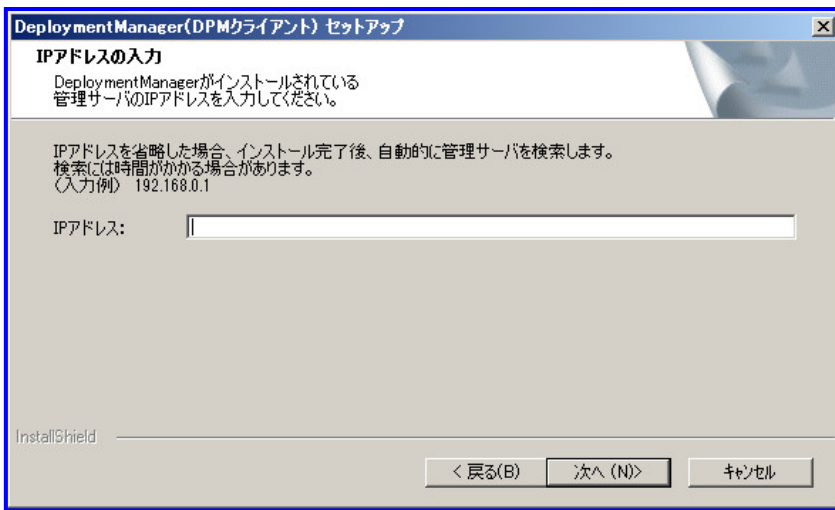 DeploymentManager(DPMクライアント) セットアップ
IPアドレスの入力
DeploymentManagerがインストールされている
管理サーバのIPアドレスを入力してください。
IPアドレスを省略した場合、インストール完了後、自動的に管理サーバを検索します。
検索には時間がかかる場合があります。
(入力例) 192.168.0.1
IPアドレス:
InstallShield
< 戻る(B)
次へ (N)>
キャンセル